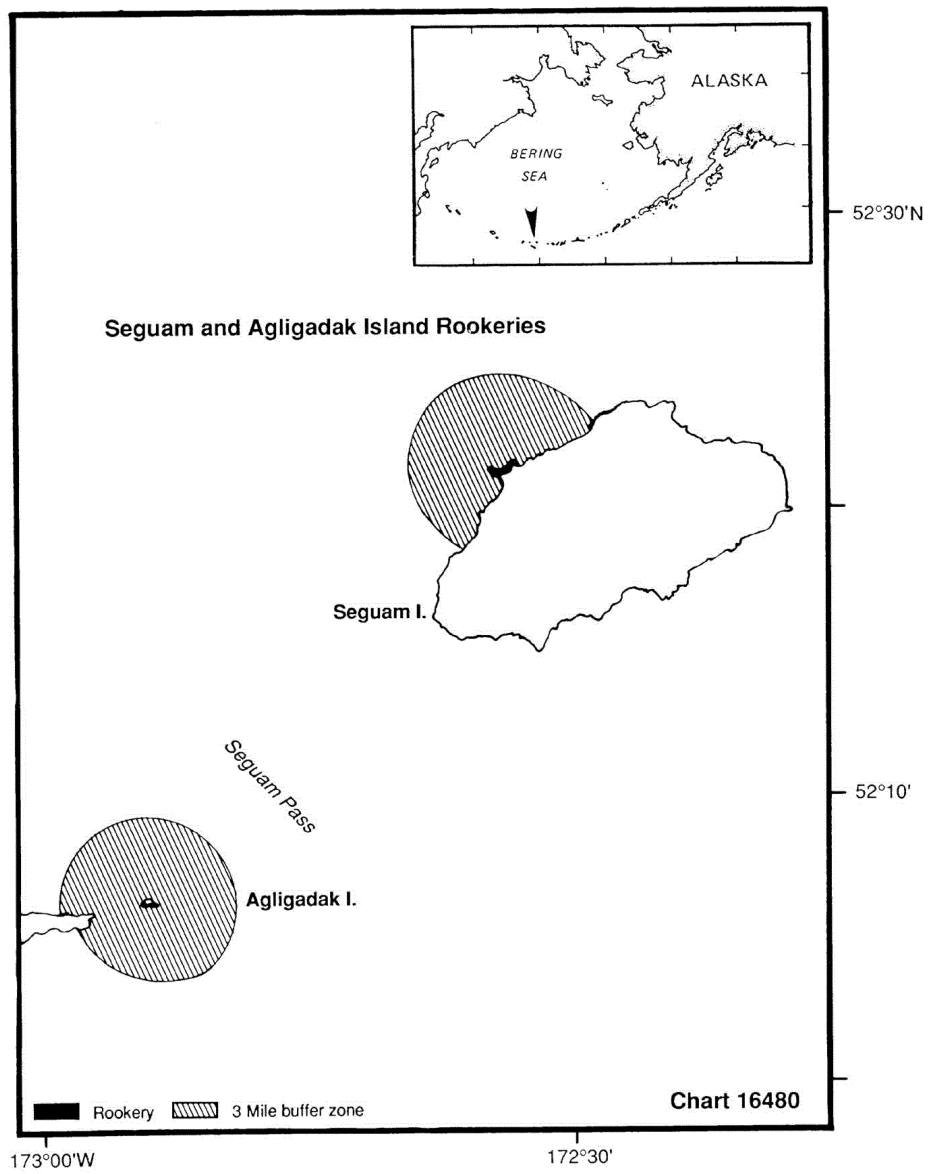 ALASKA
BERING
SEA
52°30'N
Seguam and Agligadak Island Rookeries
Seguam I.
Seguam Pass
52°10'
Agligadak I.
Rookery
3 Mile buffer zone
Chart 16480
173°00'W
172°30'